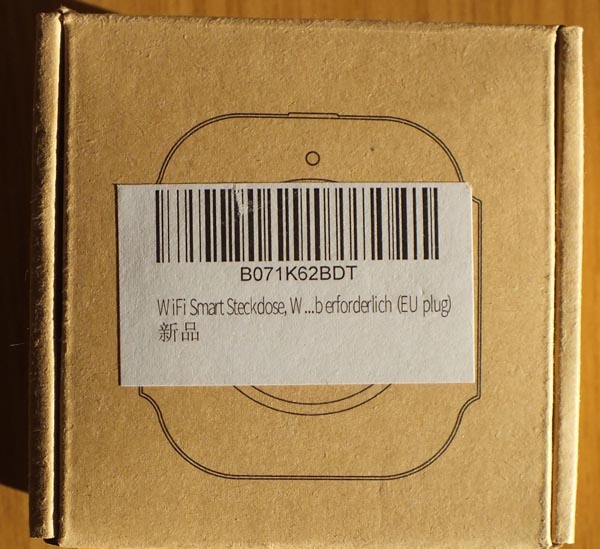 B071K62BDT
WiFi Smart Steckdose, W...b erforderlich (EU plug)
新品